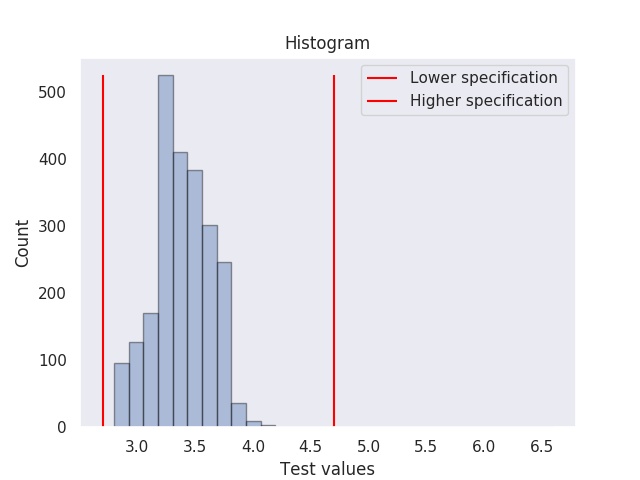 Histogram
Lower specification
Higher specification
500
400
300
200
100
0
Count
3.0 3.5 4.0 4.5 5.0 5.5 6.0 6.5
Test values